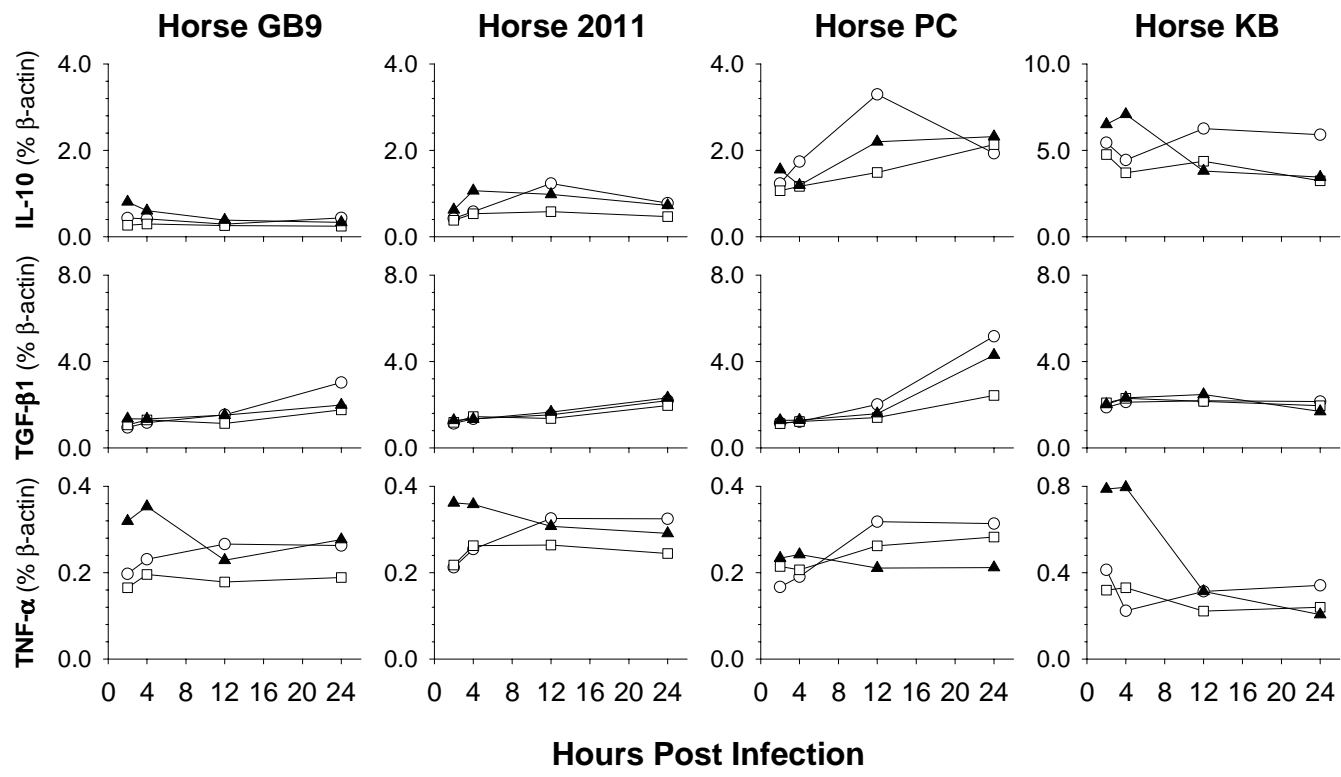 Horse GB9 Horse 2011 Horse PC Horse KB
IL-10 (% β-actin)
4.0 4.0 4.0 10.0
2.0 2.0 2.0 5.0
0.0 0.0 0.0 0.0
TGF-β1 (% β-actin)
8.0 8.0 8.0 8.0
4.0 4.0 4.0 4.0
0.0 0.0 0.0 0.0
TNF-α (% β-actin)
0.4 0.4 0.4 0.8
0.2 0.2 0.2 0.4
0.0 0.0 0.0 0.0
0 4 8 12 16 20 24 0 4 8 12 16 20 24 0 4 8 12 16 20 24 0 4 8 12 16 20 24
Hours Post Infection